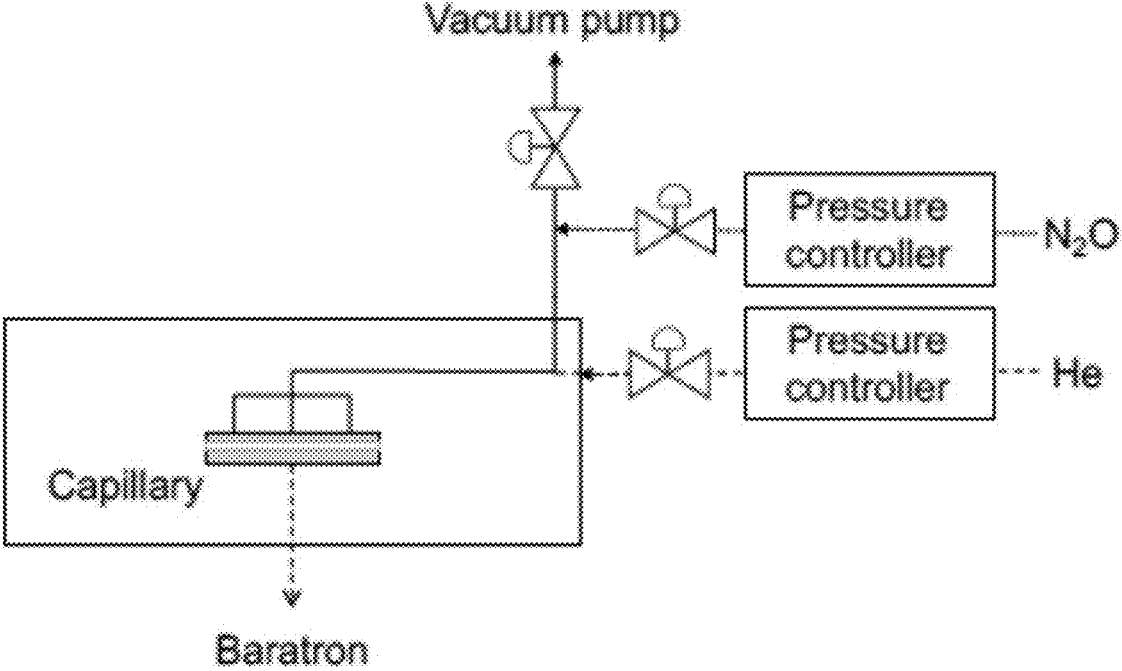 Vacuum pump
Pressure
controller
N₂O
Pressure
controller
He
Capillary
Baratron